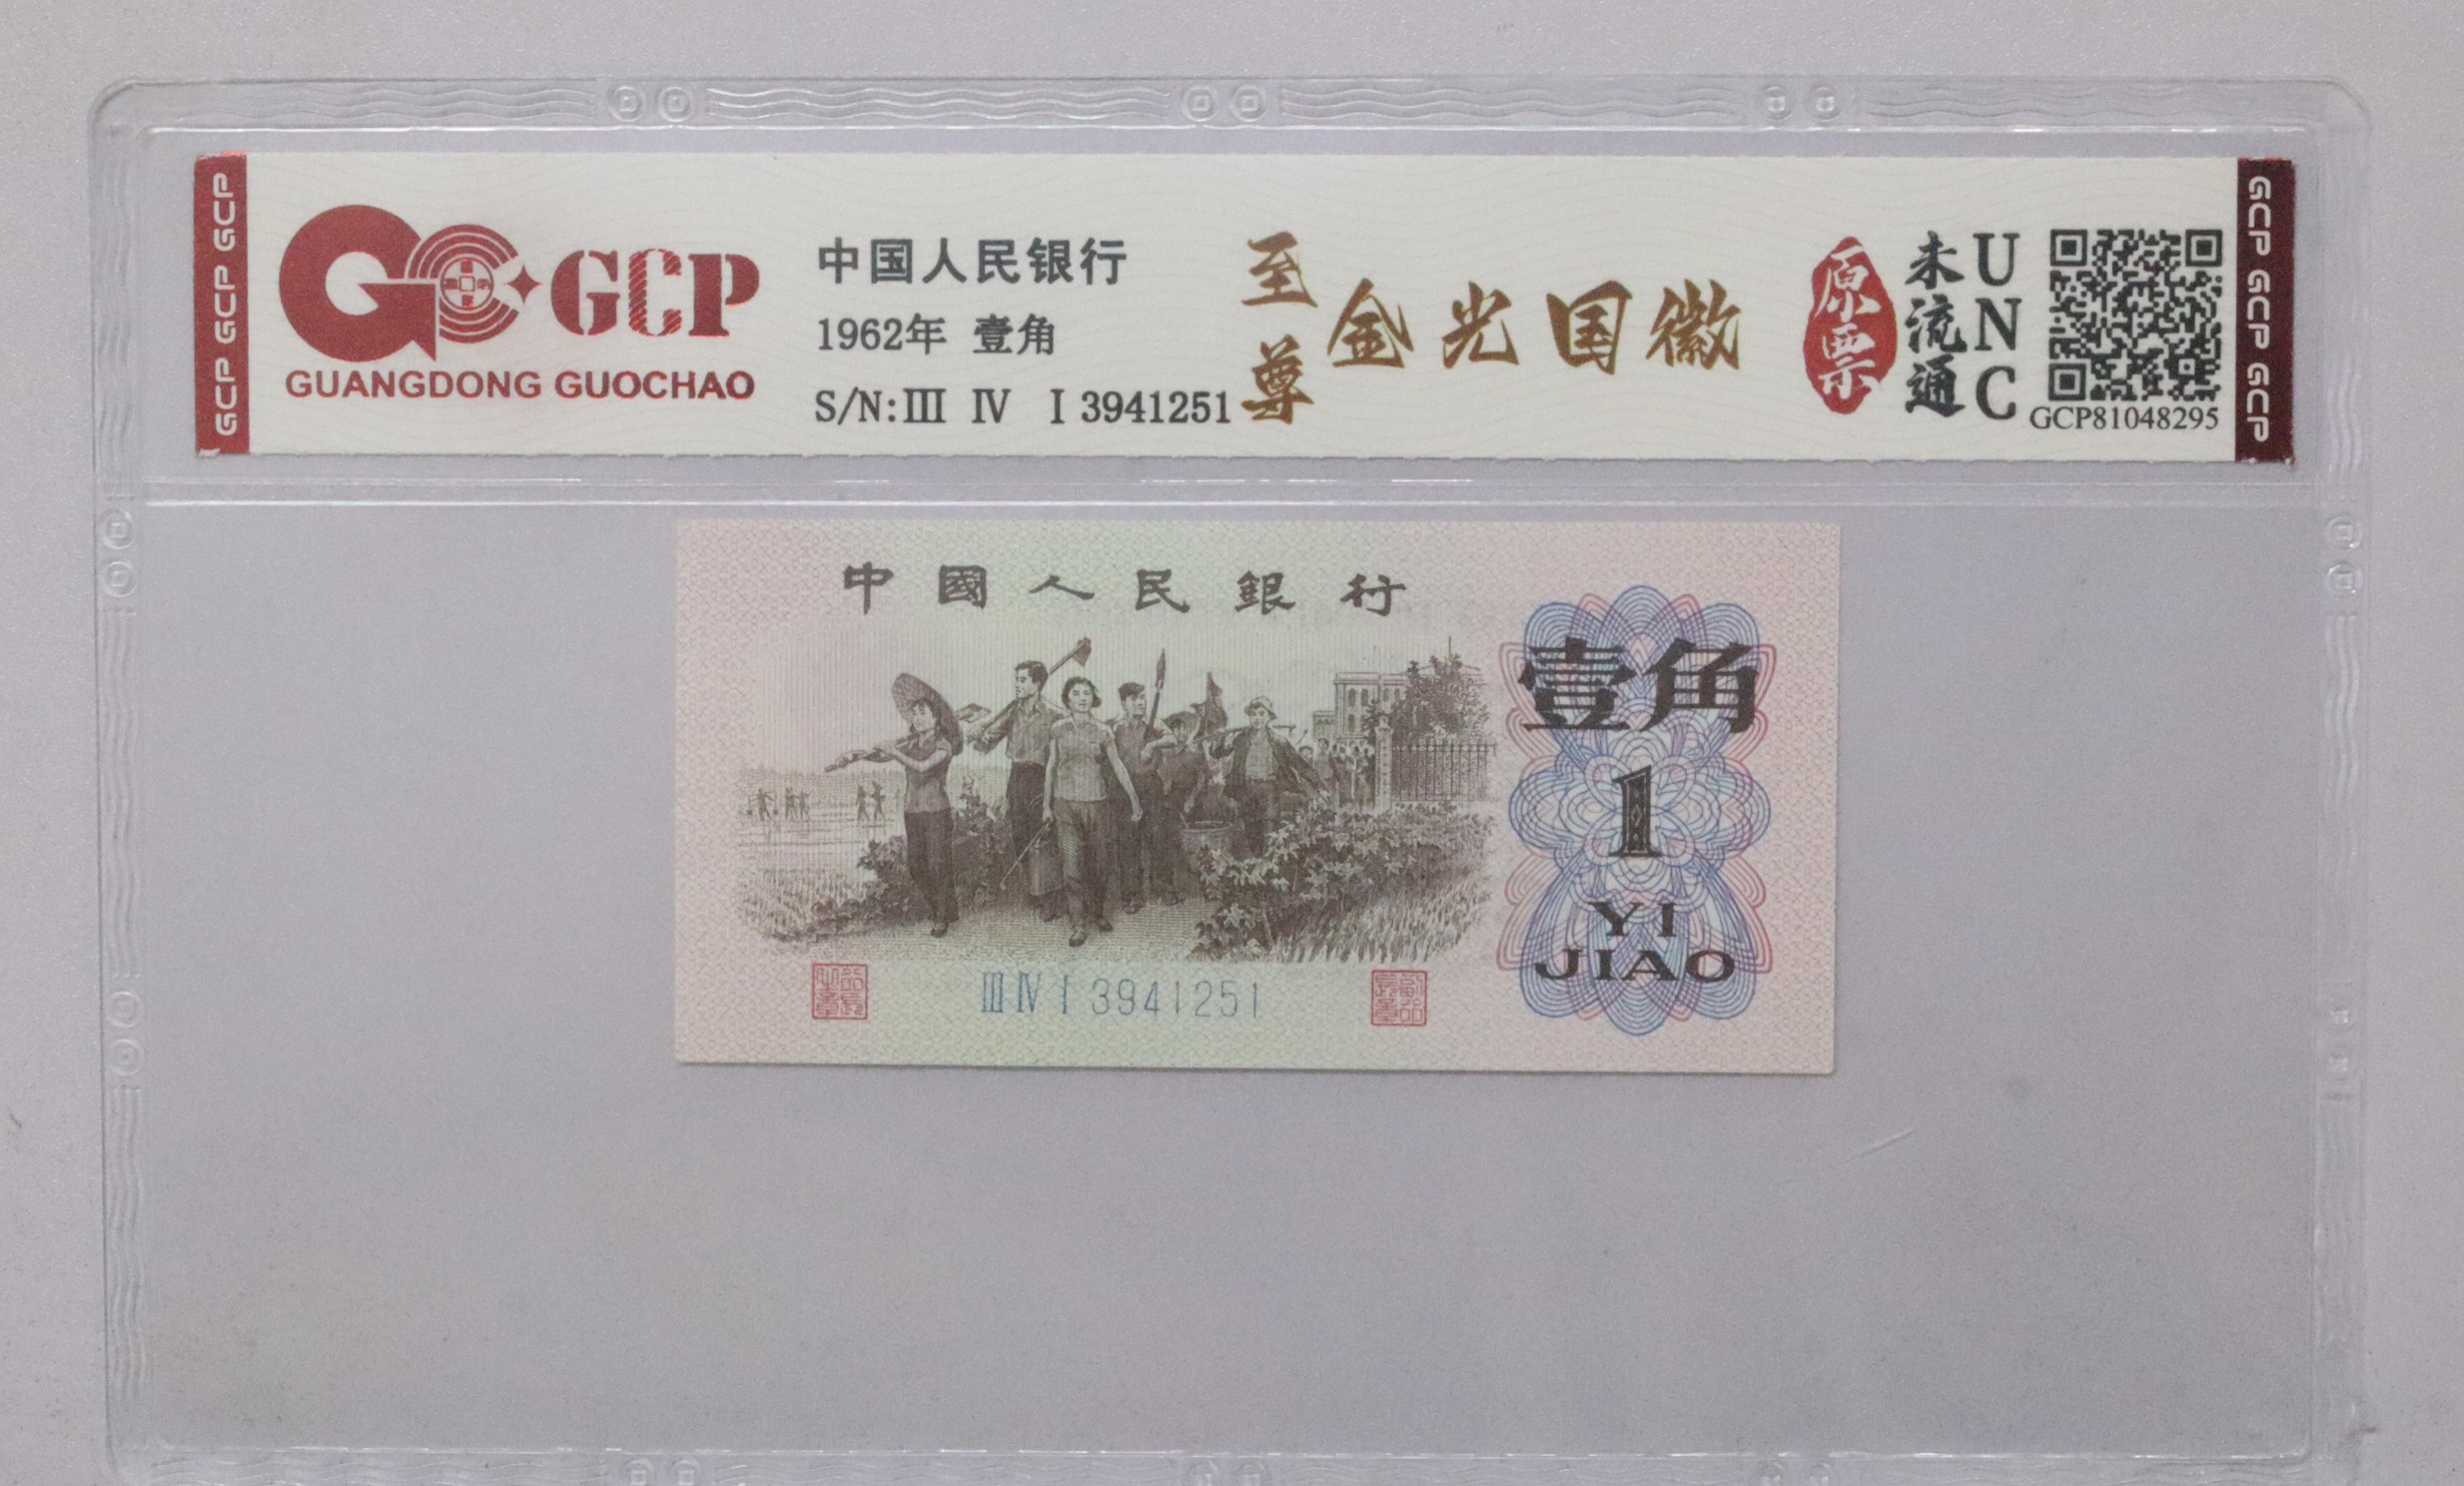 GCP GCP GCP
GCP
GUANGDONG GUOCHAO
中国人民银行
1962年 壹角
S/N:Ⅲ Ⅳ Ⅰ 3941251
至尊
金光国徽
原票
未流通
UNC
GCP81048295
GCP GCP GCP
中國人民銀行
壹角
1
YI
JIAO
Ⅲ Ⅳ Ⅰ 3941251